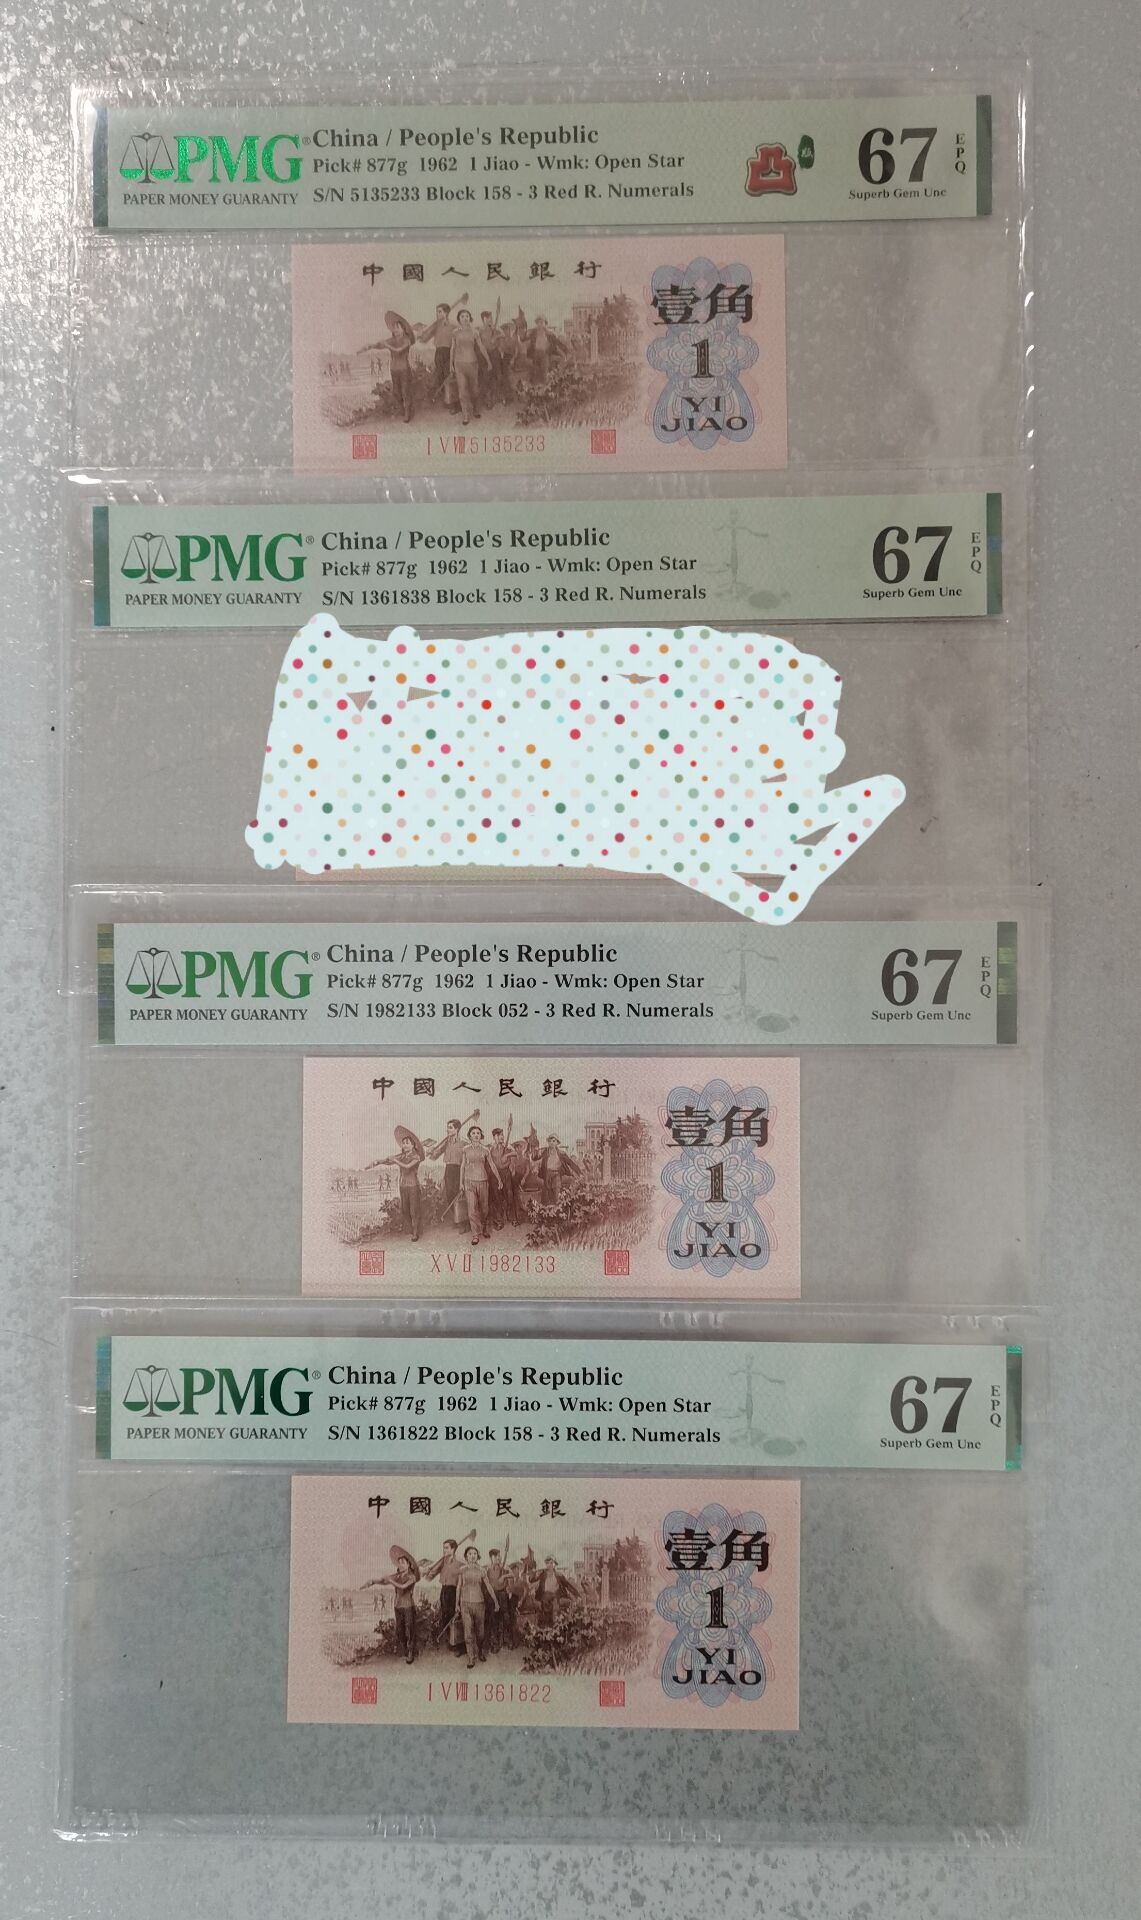 PMG®
PAPER MONEY GUARANTY
China / People's Republic
Pick# 877g 1962 1 Jiao - Wmk: Open Star
S/N 5135233 Block 158 - 3 Red R. Numerals
凸
67
EPQ
Superb Gem Unc
中國人民銀行
壹角
1
YI
JIAO
I V VIII 5135233
PMG®
PAPER MONEY GUARANTY
China / People's Republic
Pick# 877g 1962 1 Jiao - Wmk: Open Star
S/N 1361838 Block 158 - 3 Red R. Numerals
67
EPQ
Superb Gem Unc
PMG®
PAPER MONEY GUARANTY
China / People's Republic
Pick# 877g 1962 1 Jiao - Wmk: Open Star
S/N 1982133 Block 052 - 3 Red R. Numerals
67
EPQ
Superb Gem Unc
中國人民銀行
壹角
1
YI
JIAO
X V II 1982133
PMG®
PAPER MONEY GUARANTY
China / People's Republic
Pick# 877g 1962 1 Jiao - Wmk: Open Star
S/N 1361822 Block 158 - 3 Red R. Numerals
67
EPQ
Superb Gem Unc
中國人民銀行
壹角
1
YI
JIAO
I V VIII 1361822